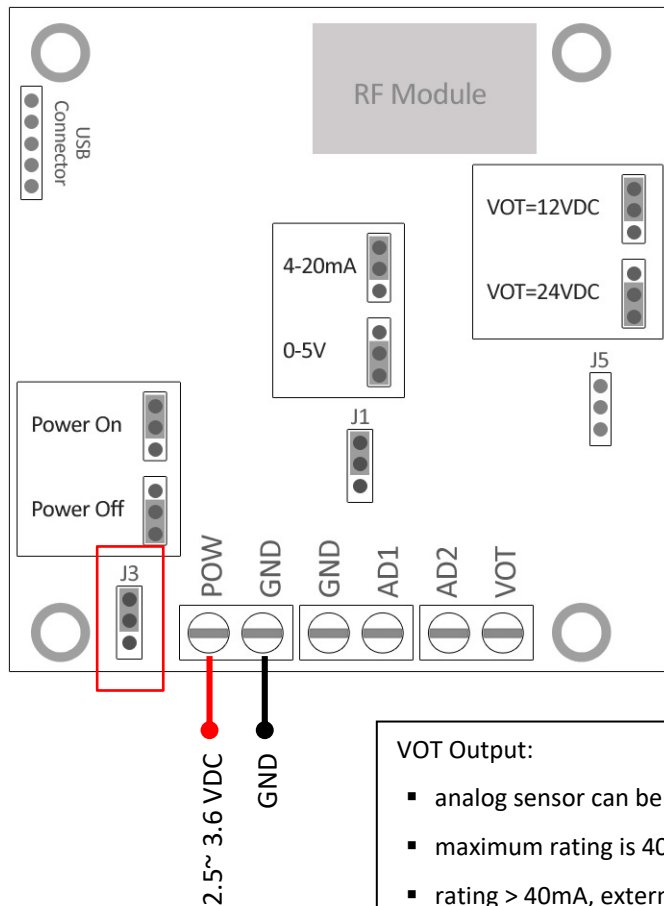 RF Module
USB
Connector
VOT=12VDC
VOT=24VDC
4-20mA
0-5V
J5
J1
Power On
Power Off
J3
POW
GND
GND
AD1
AD2
VOT
2.5~ 3.6 VDC
GND
VOT Output:
▪ analog sensor can be
▪ maximum rating is 40
▪ rating > 40mA, extern